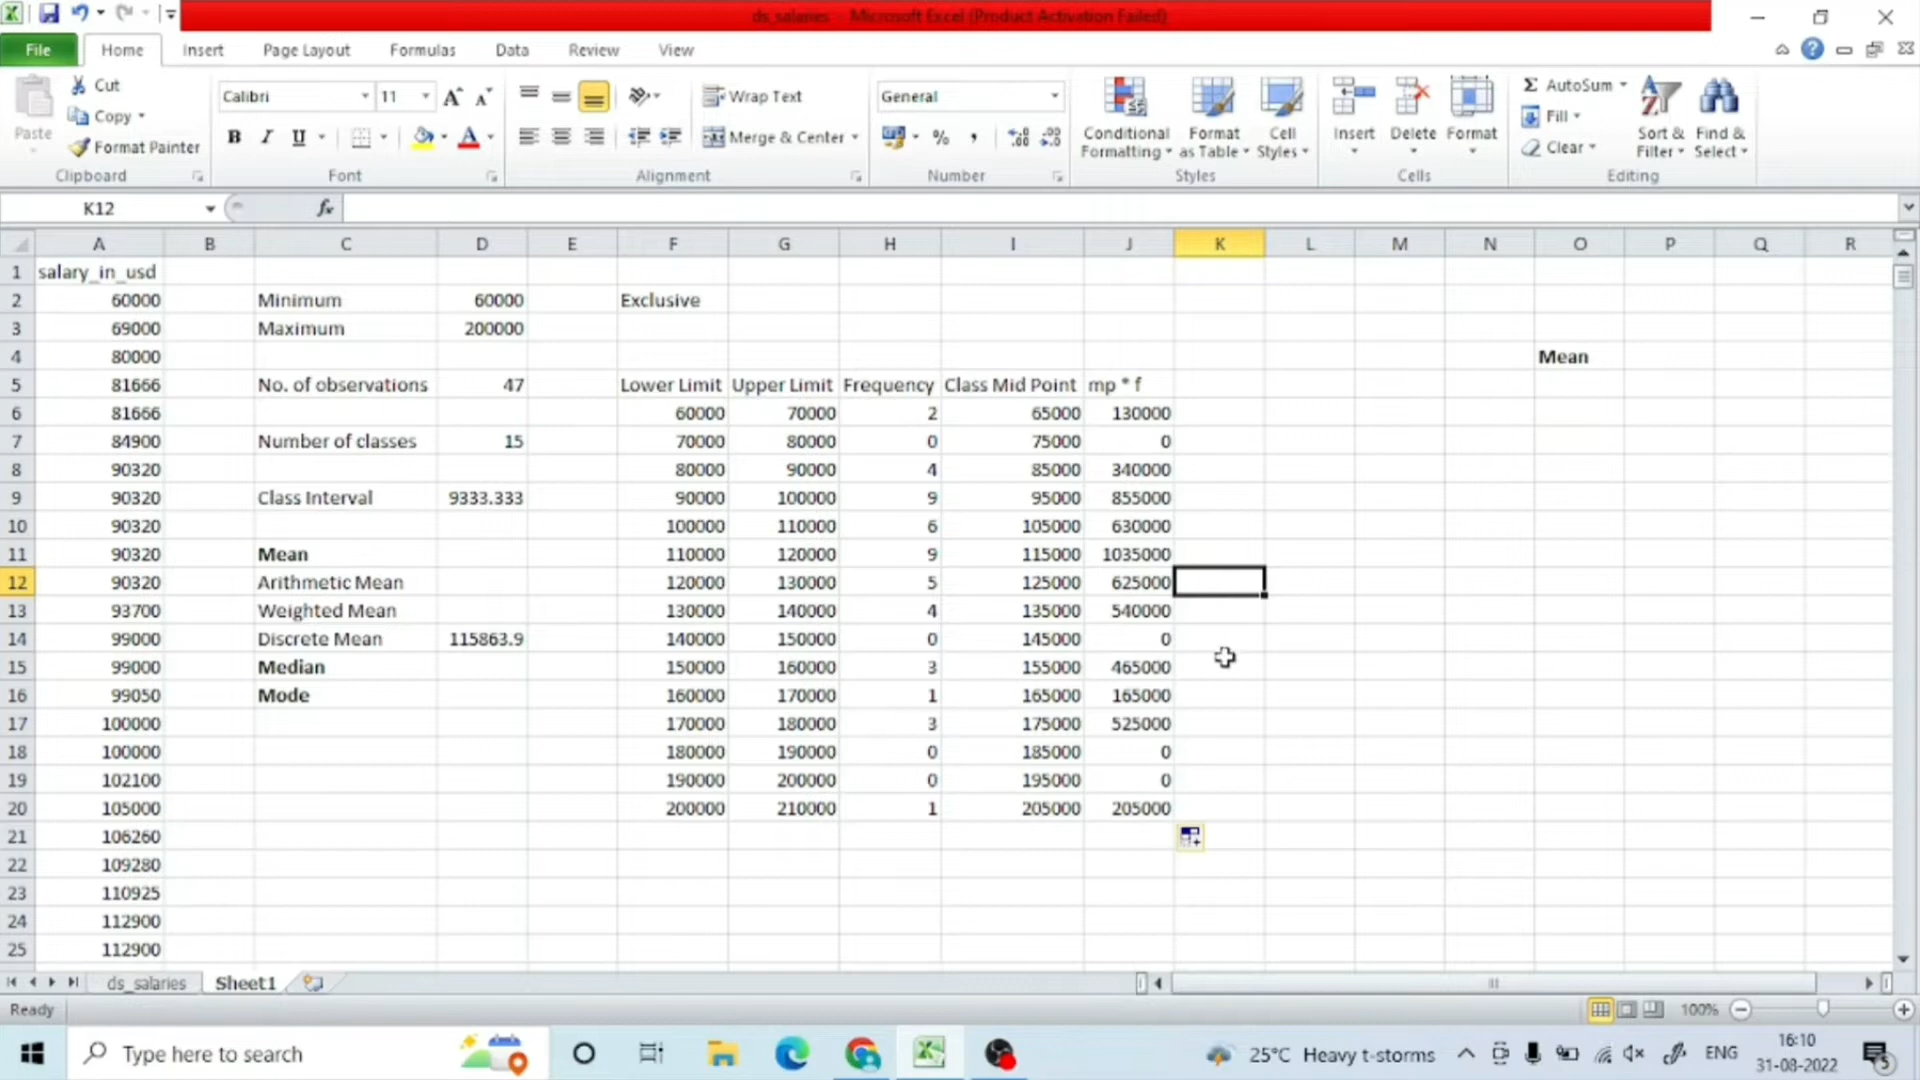 ds_salaries - Microsoft Excel (Product Activation Failed)
File Home Insert Page Layout Formulas Data Review View
Cut
Copy
Format Painter
Paste
Clipboard
Calibri 11
B I U
Font
Wrap Text
Merge & Center
Alignment
General
%
Number
Conditional Formatting
Format as Table
Cell Styles
Styles
Insert Delete Format
Cells
AutoSum
Fill
Clear
Sort & Filter
Find & Select
Editing
K12 fx
A B C D E F G H I J K L M N O P Q R
1 salary_in_usd
2 60000 Minimum 60000 Exclusive
3 69000 Maximum 200000
4 80000 Mean
5 81666 No. of observations 47 Lower Limit Upper Limit Frequency Class Mid Point mp * f
6 81666 60000 70000 2 65000 130000
7 84900 Number of classes 15 70000 80000 0 75000 0
8 90320 80000 90000 4 85000 340000
9 90320 Class Interval 9333.333 90000 100000 9 95000 855000
10 90320 100000 110000 6 105000 630000
11 90320 Mean 110000 120000 9 115000 1035000
12 90320 Arithmetic Mean 120000 130000 5 125000 625000
13 93700 Weighted Mean 130000 140000 4 135000 540000
14 99000 Discrete Mean 115863.9 140000 150000 0 145000 0
15 99000 Median 150000 160000 3 155000 465000
16 99050 Mode 160000 170000 1 165000 165000
17 100000 170000 180000 3 175000 525000
18 100000 180000 190000 0 185000 0
19 102100 190000 200000 0 195000 0
20 105000 200000 210000 1 205000 205000
21 106260
22 109280
23 110925
24 112900
25 112900
ds_salaries Sheet1
Ready 100%
Type here to search 25°C Heavy t-storms ENG 16:10
31-08-2022 5